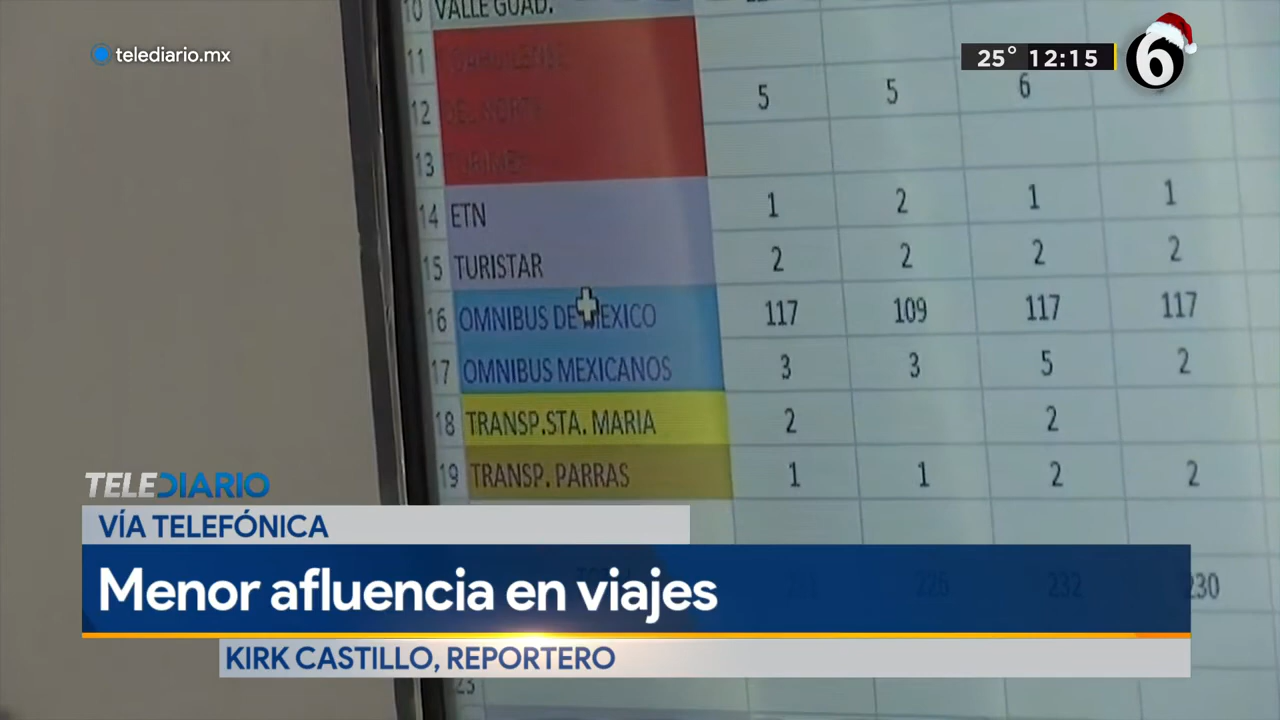 telediario.mx
25° 12:15
6
10 VALLE GUAD.
11
12 DEL NORTE 5 5 6
13
14 ETN 1 2 1 1
15 TURISTAR 2 2 2 2
16 OMNIBUS DE MEXICO 117 109 117 117
17 OMNIBUS MEXICANOS 3 3 5 2
18 TRANSP.STA. MARIA 2 2
19 TRANSP. PARRAS 1 1 2 2
226 232 230
23
TELEDIARIO
VÍA TELEFÓNICA
Menor afluencia en viajes
KIRK CASTILLO, REPORTERO